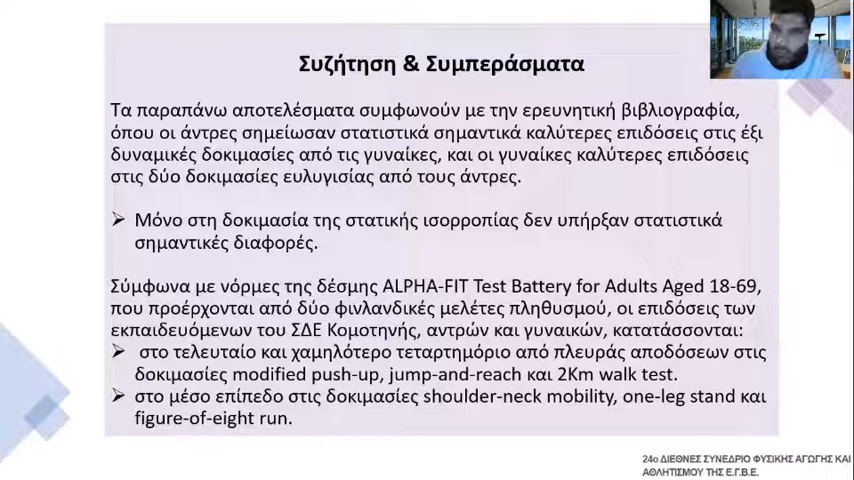 Συζήτηση & Συμπεράσματα
Τα παραπάνω αποτελέσματα συμφωνούν με την ερευνητική βιβλιογραφία,
όπου οι άντρες σημείωσαν στατιστικά σημαντικά καλύτερες επιδόσεις στις έξι
δυναμικές δοκιμασίες από τις γυναίκες, και οι γυναίκες καλύτερες επιδόσεις
στις δύο δοκιμασίες ευλυγισίας από τους άντρες.
➢ Μόνο στη δοκιμασία της στατικής ισορροπίας δεν υπήρξαν στατιστικά
σημαντικές διαφορές.
Σύμφωνα με νόρμες της δέσμης ALPHA-FIT Test Battery for Adults Aged 18-69,
που προέρχονται από δύο φινλανδικές μελέτες πληθυσμού, οι επιδόσεις των
εκπαιδευόμενων του ΣΔΕ Κομοτηνής, αντρών και γυναικών, κατατάσσονται:
➢ στο τελευταίο και χαμηλότερο τεταρτημόριο από πλευράς αποδόσεων στις
δοκιμασίες modified push-up, jump-and-reach και 2Km walk test.
➢ στο μέσο επίπεδο στις δοκιμασίες shoulder-neck mobility, one-leg stand και
figure-of-eight run.
24ο ΔΙΕΘΝΕΣ ΣΥΝΕΔΡΙΟ ΦΥΣΙΚΗΣ ΑΓΩΓΗΣ ΚΑΙ
ΑΘΛΗΤΙΣΜΟΥ ΤΗΣ Ε.Γ.Β.Ε.